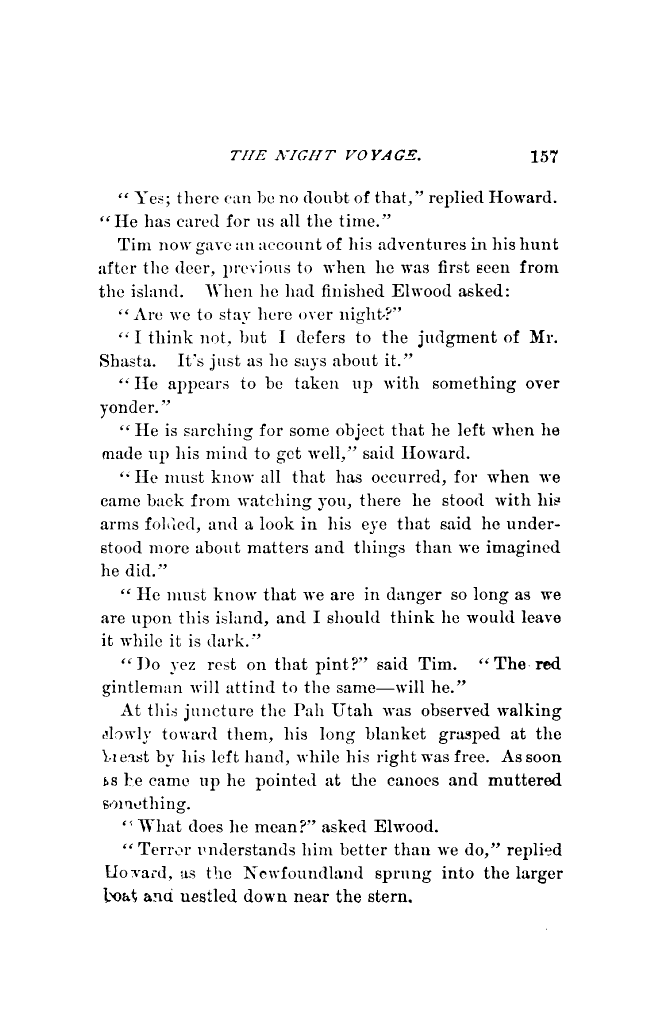 THE NIGHT VOYAGE. 157
“ Yes; there can be no doubt of that,” replied Howard.
“ He has cared for us all the time.”
Tim now gave an account of his adventures in his hunt
after the deer, previous to when he was first seen from
the island. When he had finished Elwood asked:
“ Are we to stay here over night?”
“ I think not, but I defers to the judgment of Mr.
Shasta. It's just as he says about it.”
“ He appears to be taken up with something over
yonder.”
“ He is sarching for some object that he left when he
made up his mind to get well,” said Howard.
“ He must know all that has occurred, for when we
came back from watching you, there he stood with his
arms folded, and a look in his eye that said he under-
stood more about matters and things than we imagined
he did.”
“ He must know that we are in danger so long as we
are upon this island, and I should think he would leave
it while it is dark.”
“ Do yez rest on that pint?” said Tim. “ The red
gintleman will attind to the same—will he.”
At this juncture the Pah Utah was observed walking
slowly toward them, his long blanket grasped at the
breast by his left hand, while his right was free. As soon
as he came up he pointed at the canoes and muttered
something.
“ What does he mean?” asked Elwood.
“ Terror understands him better than we do,” replied
Howard, as the Newfoundland sprung into the larger
boat and nestled down near the stern.